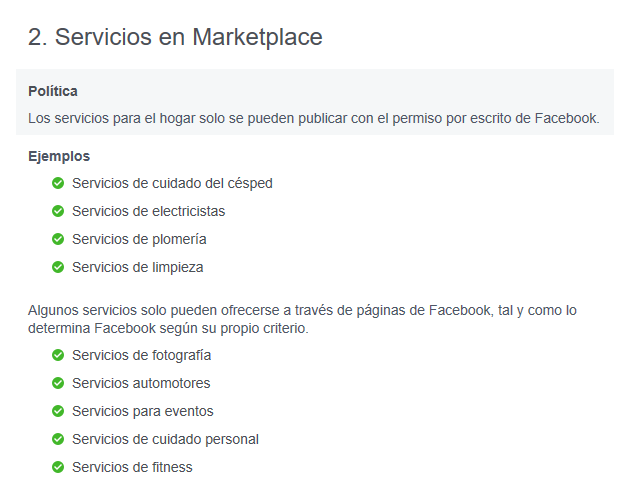 2. Servicios en Marketplace
Política
Los servicios para el hogar solo se pueden publicar con el permiso por escrito de Facebook.
Ejemplos
Servicios de cuidado del césped
Servicios de electricistas
Servicios de plomería
Servicios de limpieza
Algunos servicios solo pueden ofrecerse a través de páginas de Facebook, tal y como lo
determina Facebook según su propio criterio.
Servicios de fotografía
Servicios automotores
Servicios para eventos
Servicios de cuidado personal
Servicios de fitness